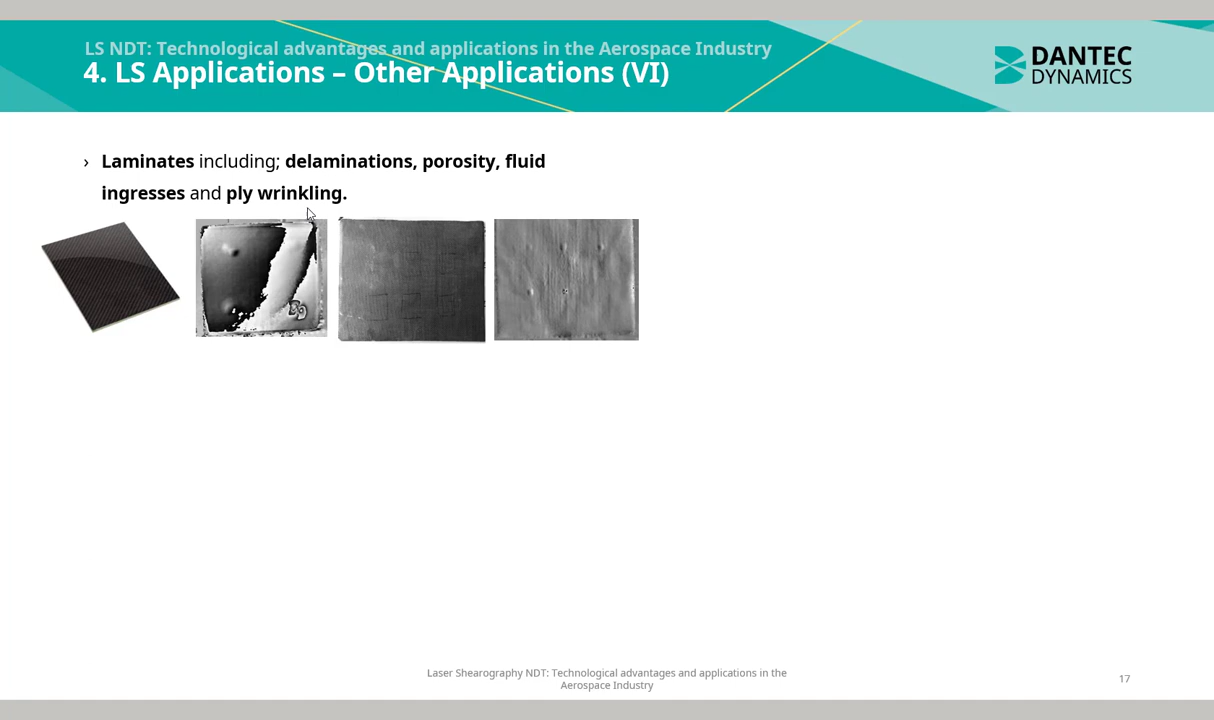 LS NDT: Technological advantages and applications in the Aerospace Industry
4. LS Applications – Other Applications (VI)
DANTEC
DYNAMICS
› Laminates including; delaminations, porosity, fluid
ingresses and ply wrinkling.
Laser Shearography NDT: Technological advantages and applications in the
Aerospace Industry
17